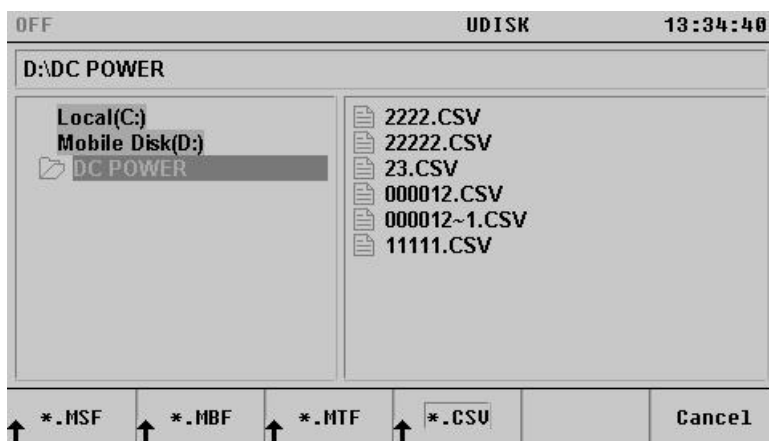 OFF UDISK 13:34:40
D:\DC POWER
Local(C:)
Mobile Disk(D:)
DC POWER
2222.CSV
22222.CSV
23.CSV
000012.CSV
000012~1.CSV
11111.CSV
*.MSF *.MBF *.MTF *.CSV Cancel